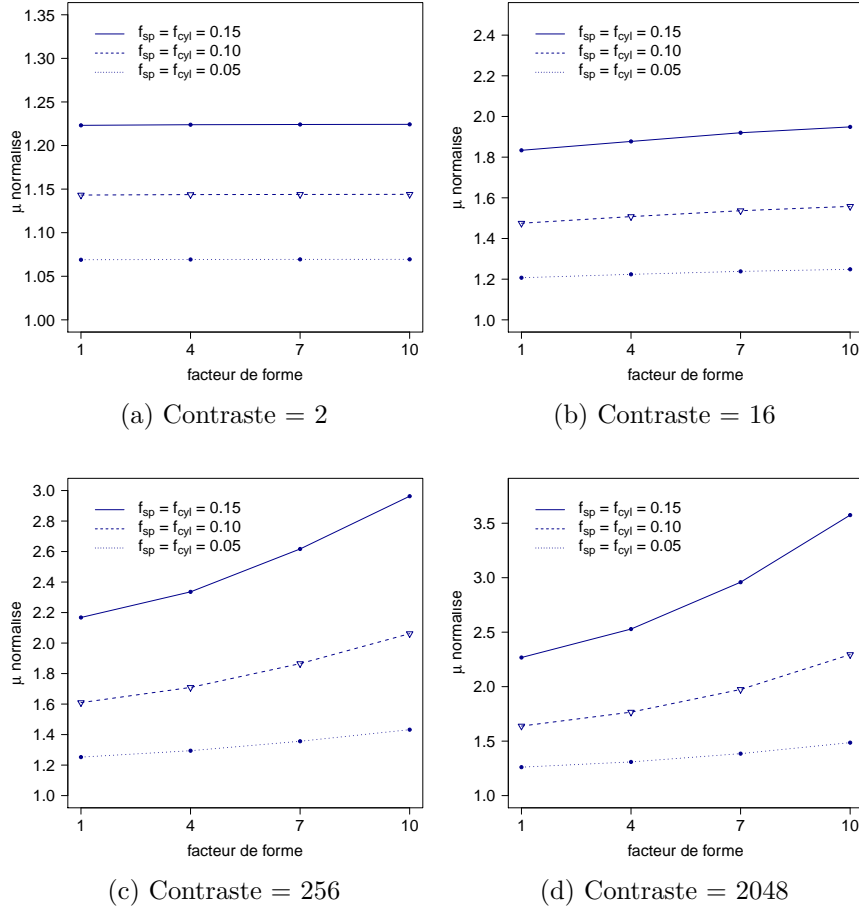 1.35
1.30
1.25
1.20
1.15
1.10
1.05
1.00
µ normalise
f_sp = f_cyl = 0.15
f_sp = f_cyl = 0.10
f_sp = f_cyl = 0.05
1 4 7 10
facteur de forme
(a) Contraste = 2
2.4
2.2
2.0
1.8
1.6
1.4
1.2
1.0
µ normalise
f_sp = f_cyl = 0.15
f_sp = f_cyl = 0.10
f_sp = f_cyl = 0.05
1 4 7 10
facteur de forme
(b) Contraste = 16
3.0
2.8
2.6
2.4
2.2
2.0
1.8
1.6
1.4
1.2
1.0
µ normalise
f_sp = f_cyl = 0.15
f_sp = f_cyl = 0.10
f_sp = f_cyl = 0.05
1 4 7 10
facteur de forme
(c) Contraste = 256
3.5
3.0
2.5
2.0
1.5
1.0
µ normalise
f_sp = f_cyl = 0.15
f_sp = f_cyl = 0.10
f_sp = f_cyl = 0.05
1 4 7 10
facteur de forme
(d) Contraste = 2048